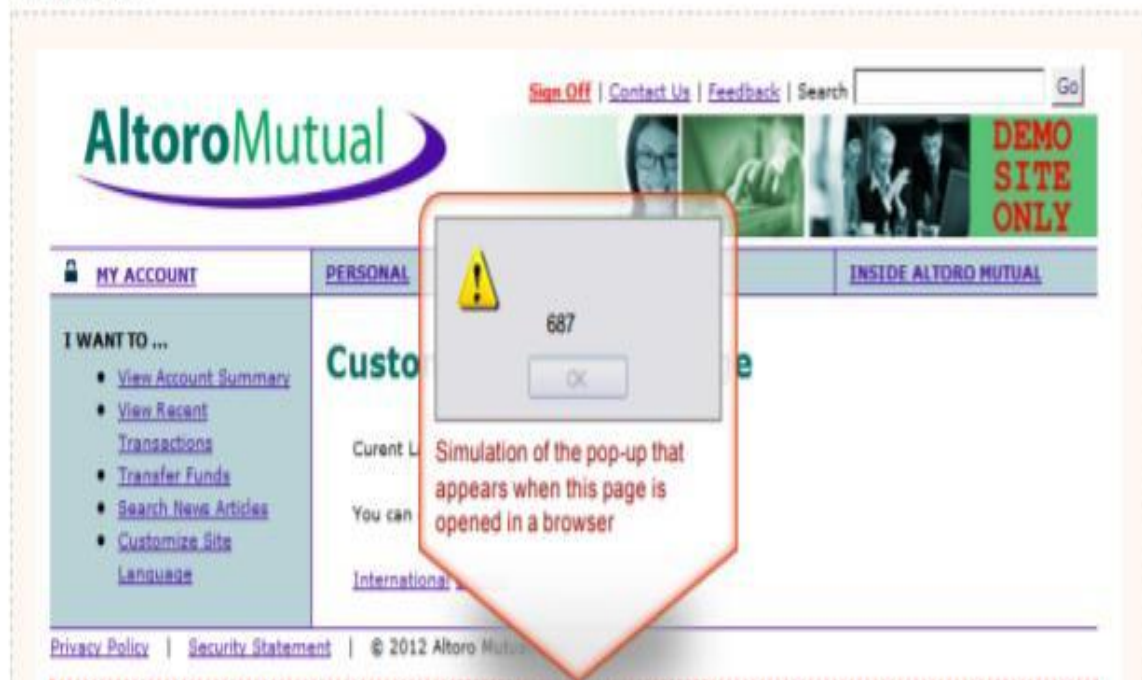 Sign Off | Contact Us | Feedback | Search Go
AltoroMutual
DEMO
SITE
ONLY
MY ACCOUNT
PERSONAL
INSIDE ALTORO MUTUAL
I WANT TO ...
View Account Summary
View Recent
Transactions
Transfer Funds
Search News Articles
Customize Site
Language
Custo
e
Curent L
You can
International
687
OK
Simulation of the pop-up that
appears when this page is
opened in a browser
Privacy Policy | Security Statement | © 2012 Altoro Mutual